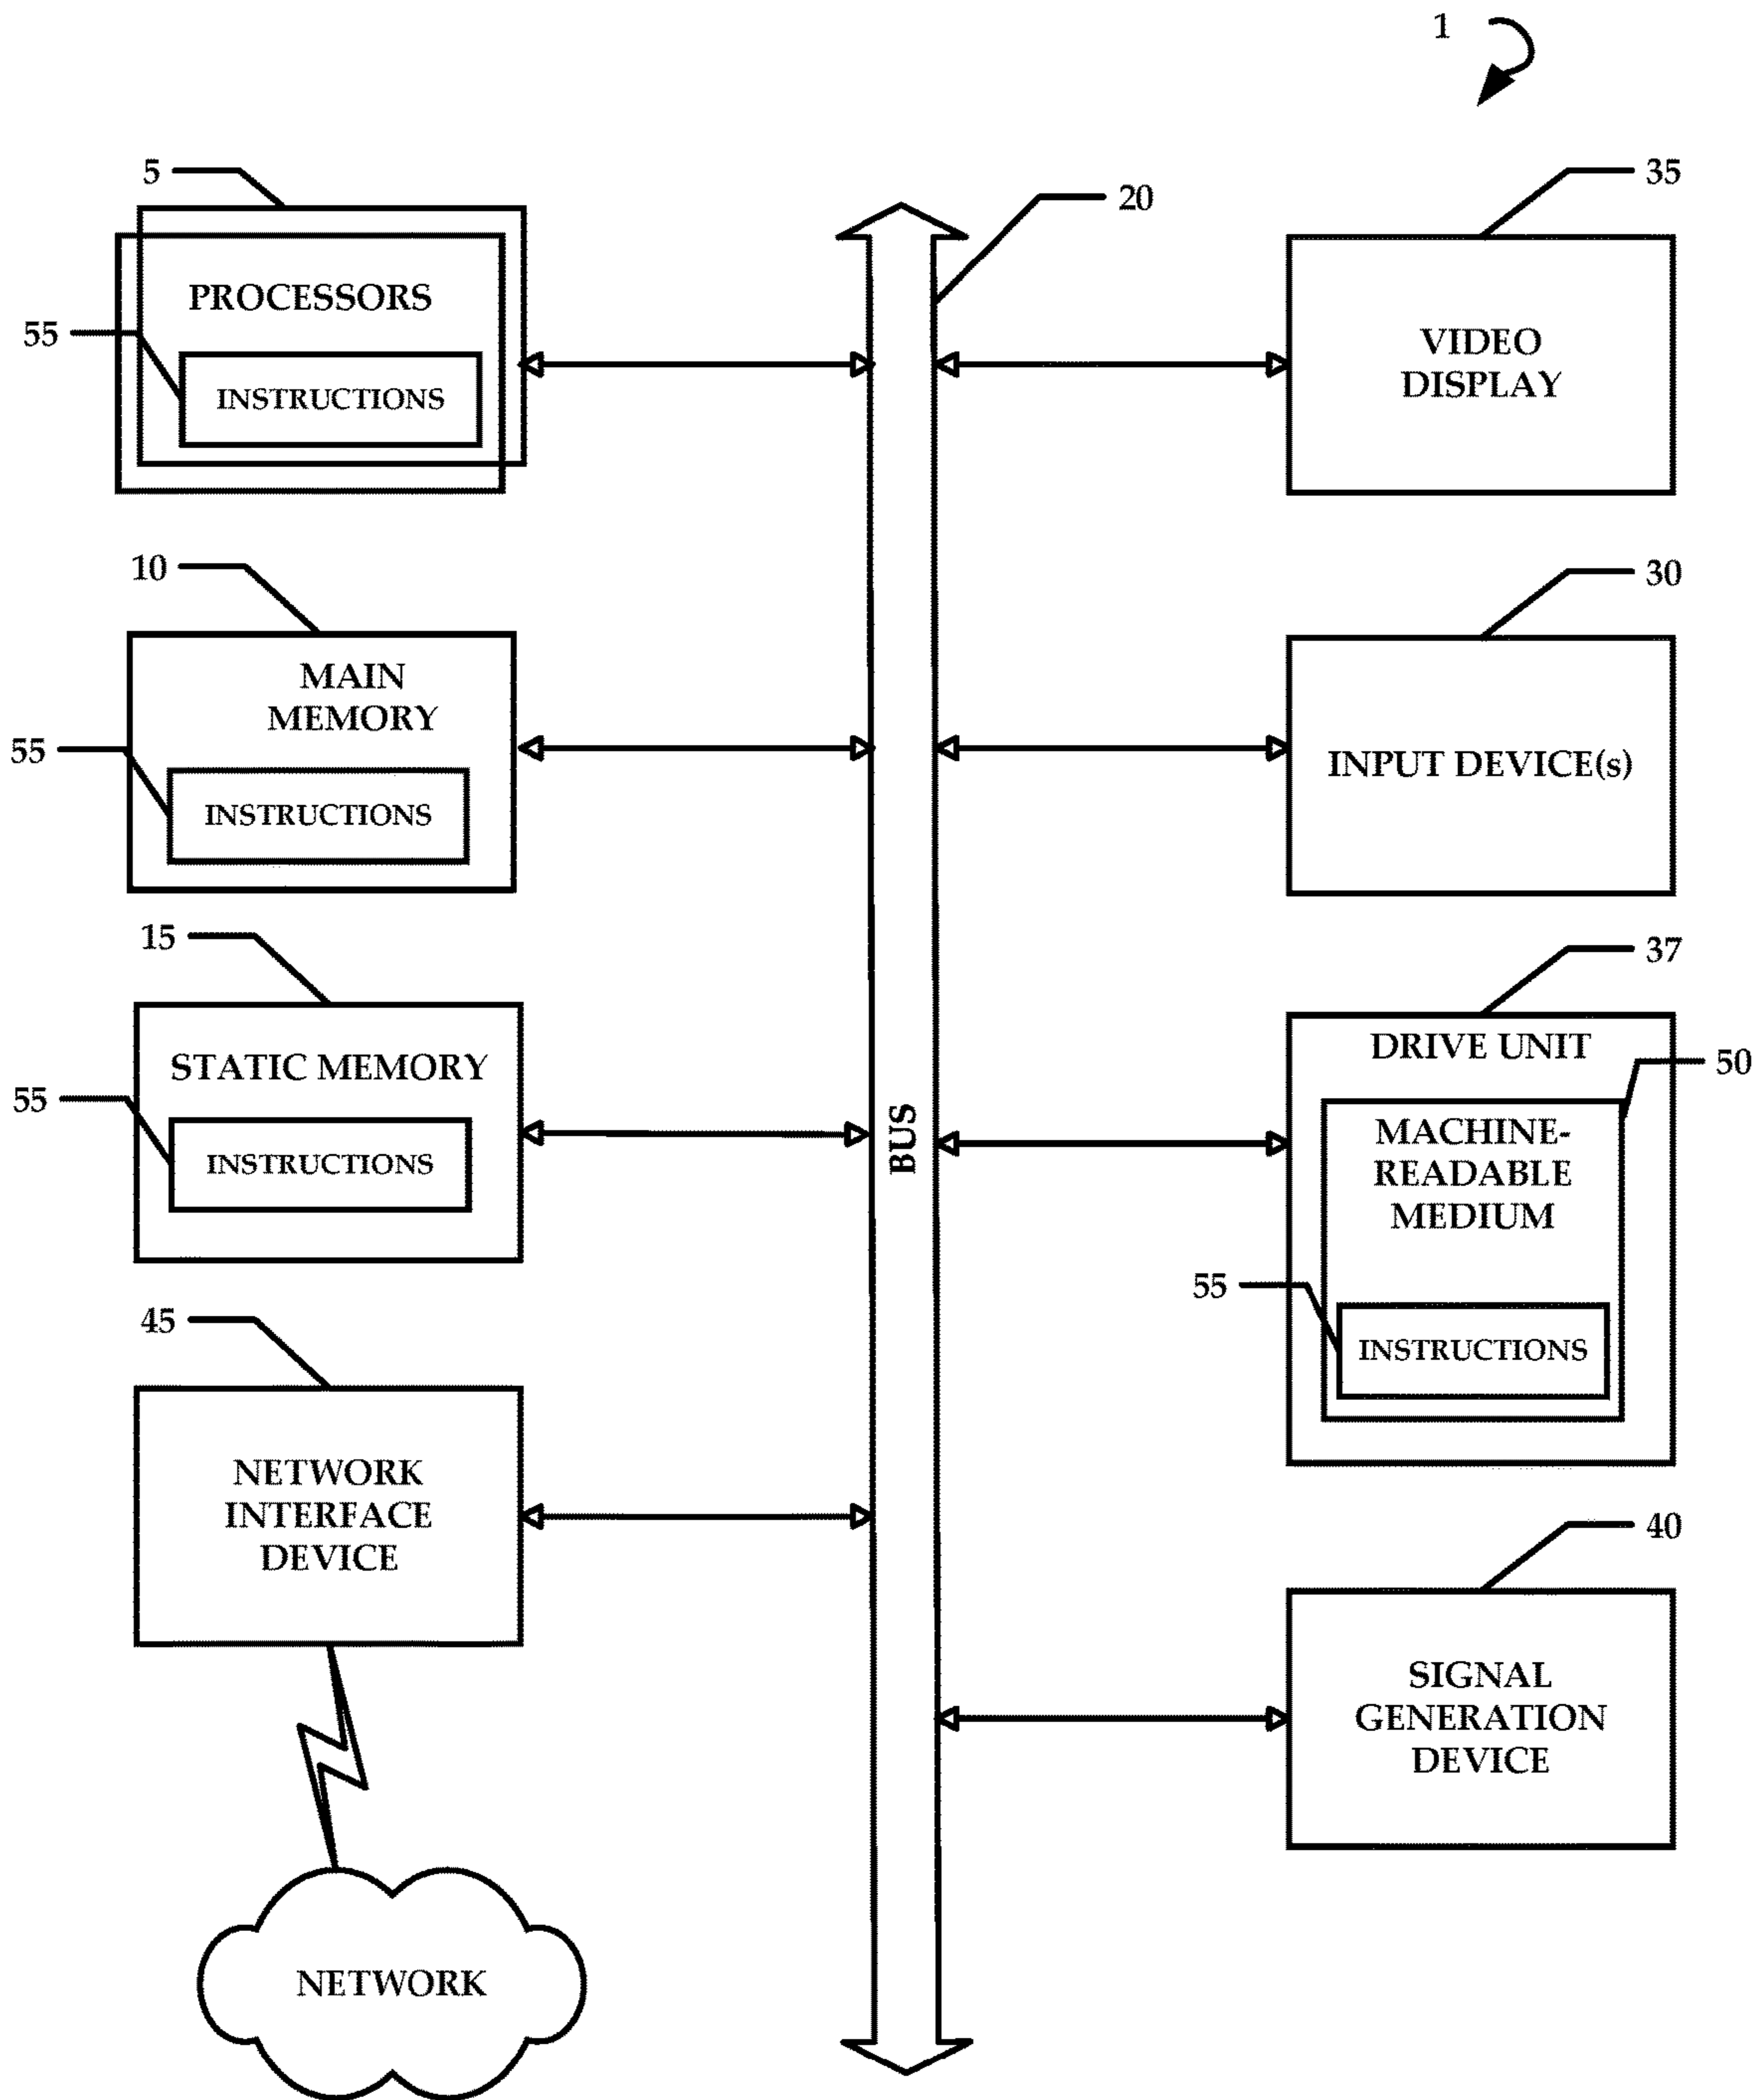 1
5
PROCESSORS
55
INSTRUCTIONS
20
35
VIDEO
DISPLAY
10
MAIN
MEMORY
55
INSTRUCTIONS
30
INPUT DEVICE(s)
15
STATIC MEMORY
55
INSTRUCTIONS
BUS
37
DRIVE UNIT
50
MACHINE-
READABLE
MEDIUM
55
INSTRUCTIONS
45
NETWORK
INTERFACE
DEVICE
40
SIGNAL
GENERATION
DEVICE
NETWORK